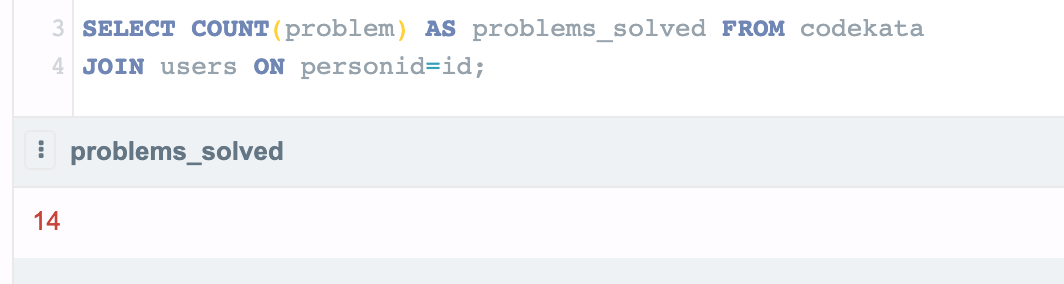 3 SELECT COUNT(problem) AS problems_solved FROM codekata
4 JOIN users ON personid=id;
problems_solved
14